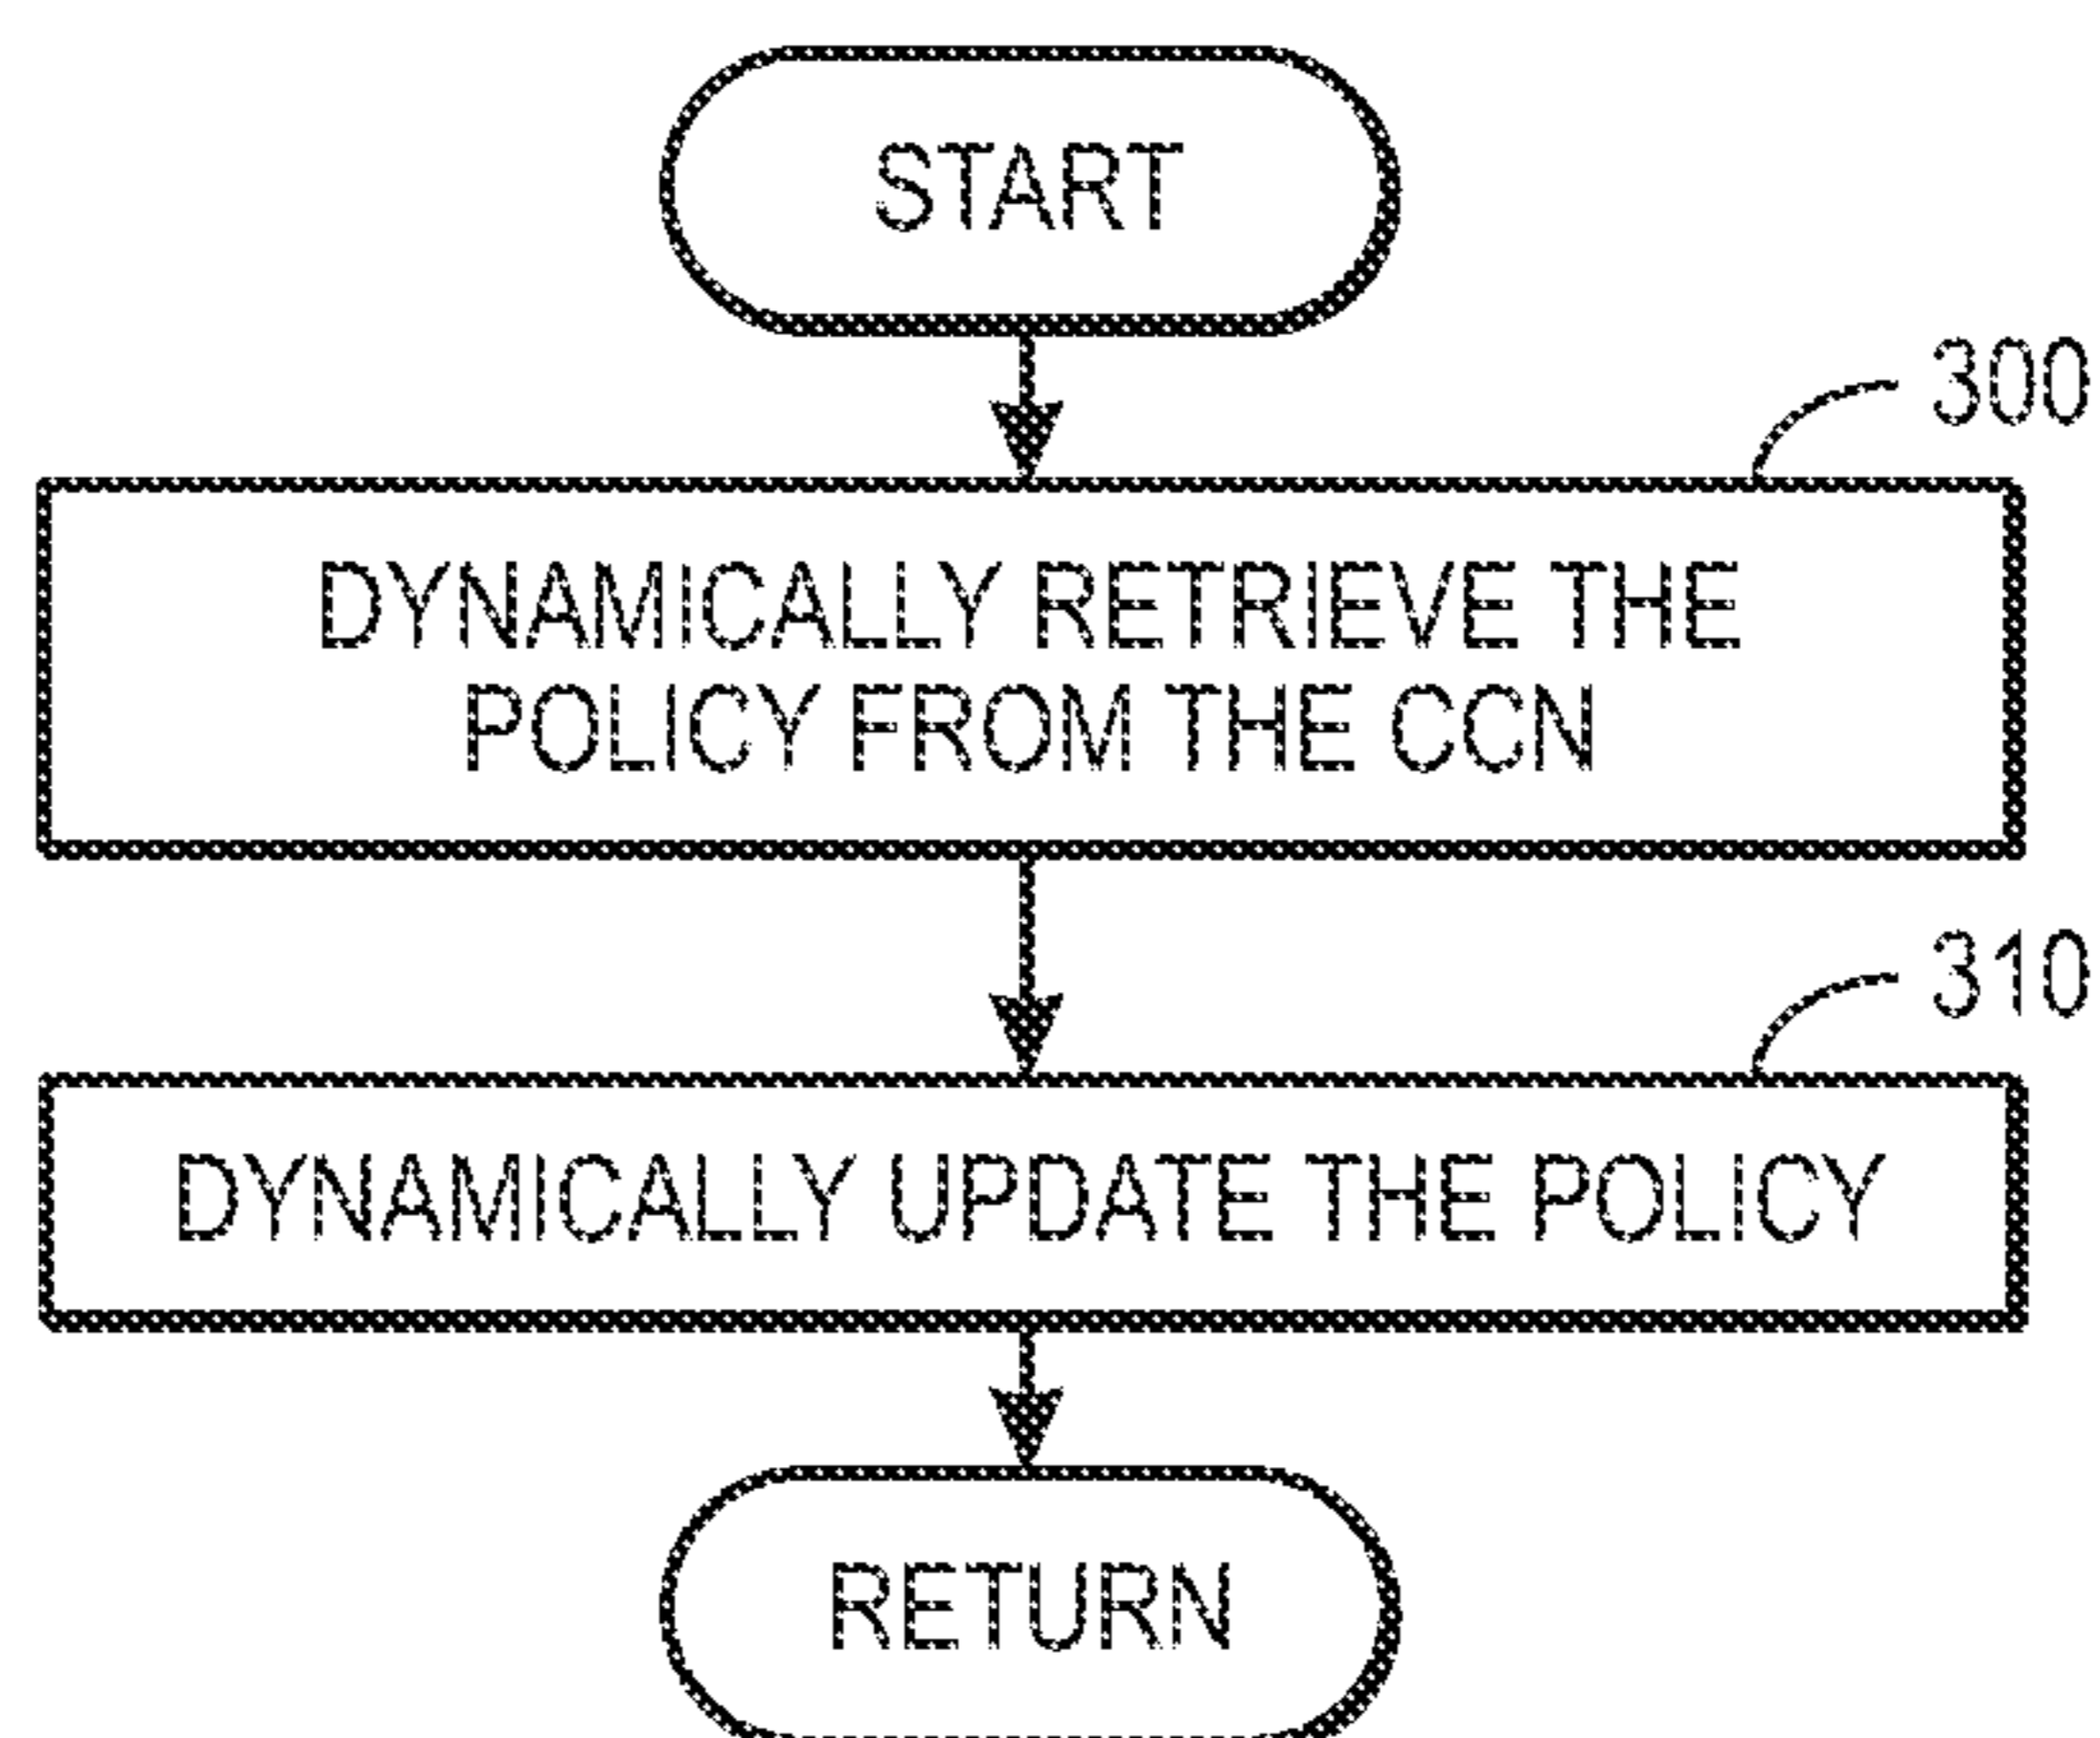 START
300
DYNAMICALLY RETRIEVE THE
POLICY FROM THE CCN
310
DYNAMICALLY UPDATE THE POLICY
RETURN